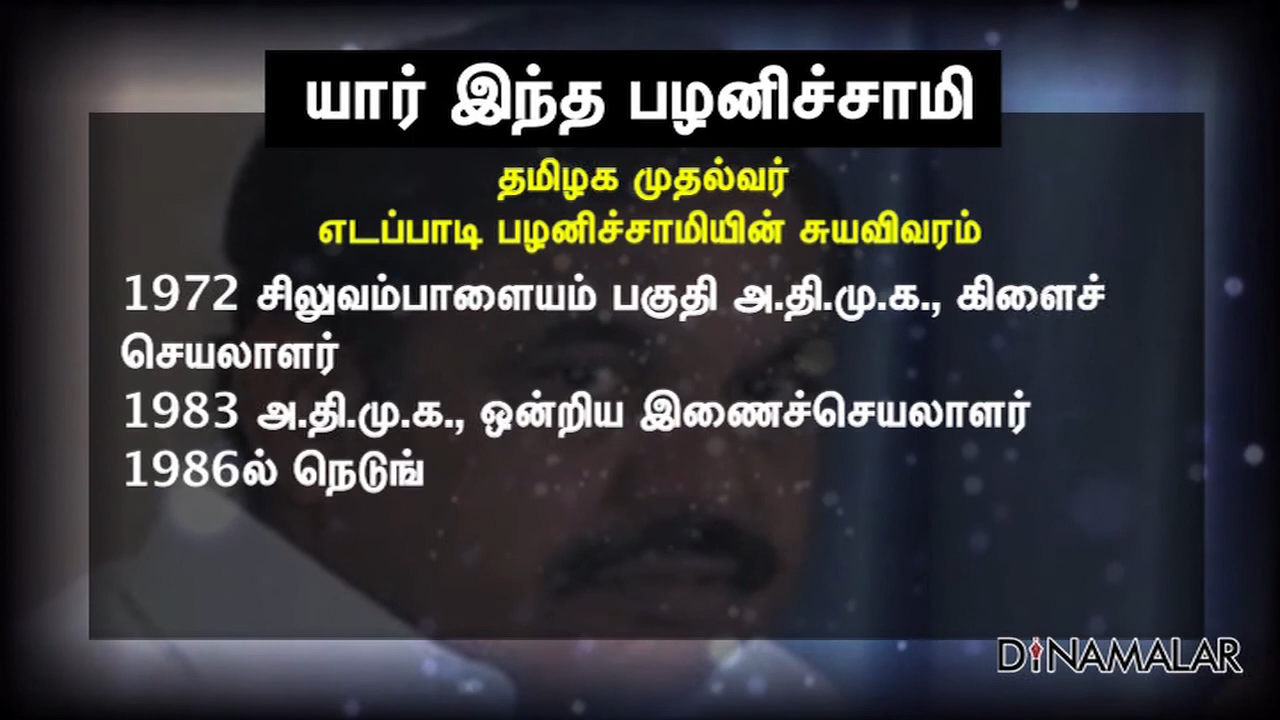 யார் இந்த பழனிச்சாமி
தமிழக முதல்வர்
எடப்பாடி பழனிச்சாமியின் சுயவிவரம்
1972 சிலுவம்பாளையம் பகுதி அ.தி.மு.க., கிளைச்
செயலாளர்
1983 அ.தி.மு.க., ஒன்றிய இணைச்செயலாளர்
1986ல் நெடுங்
DINAMALAR